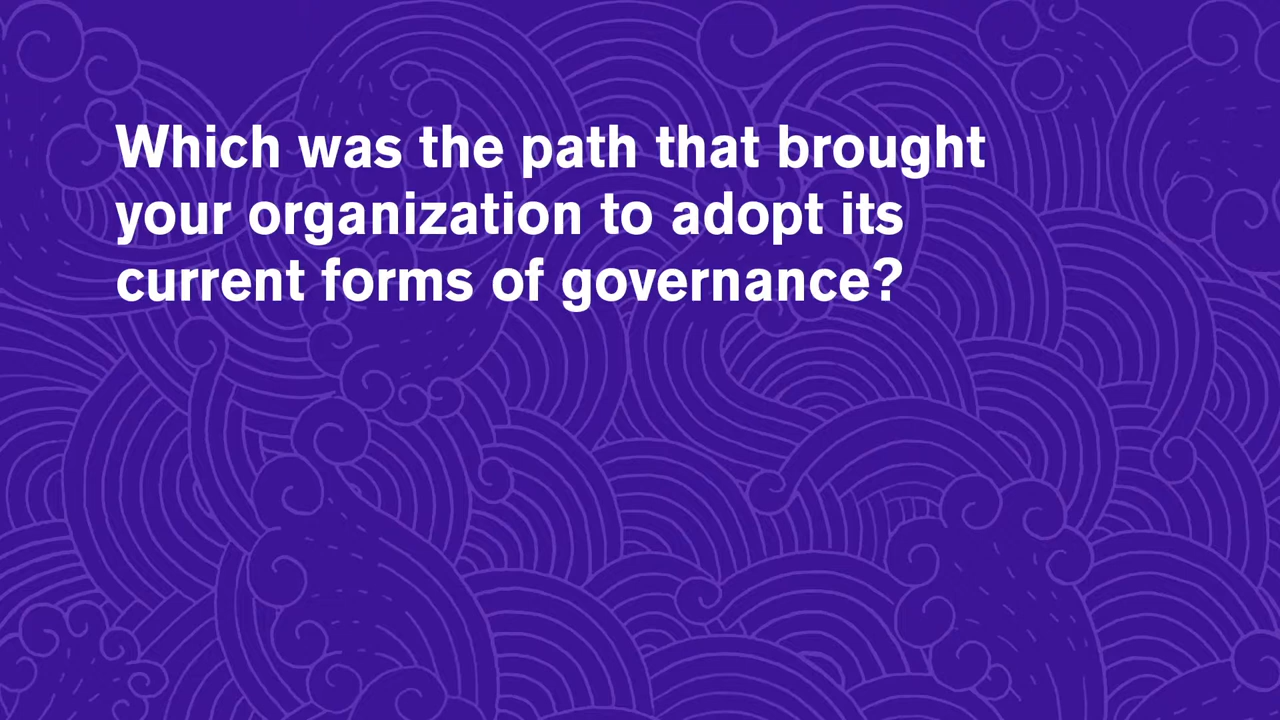 Which was the path that brought
your organization to adopt its
current forms of governance?